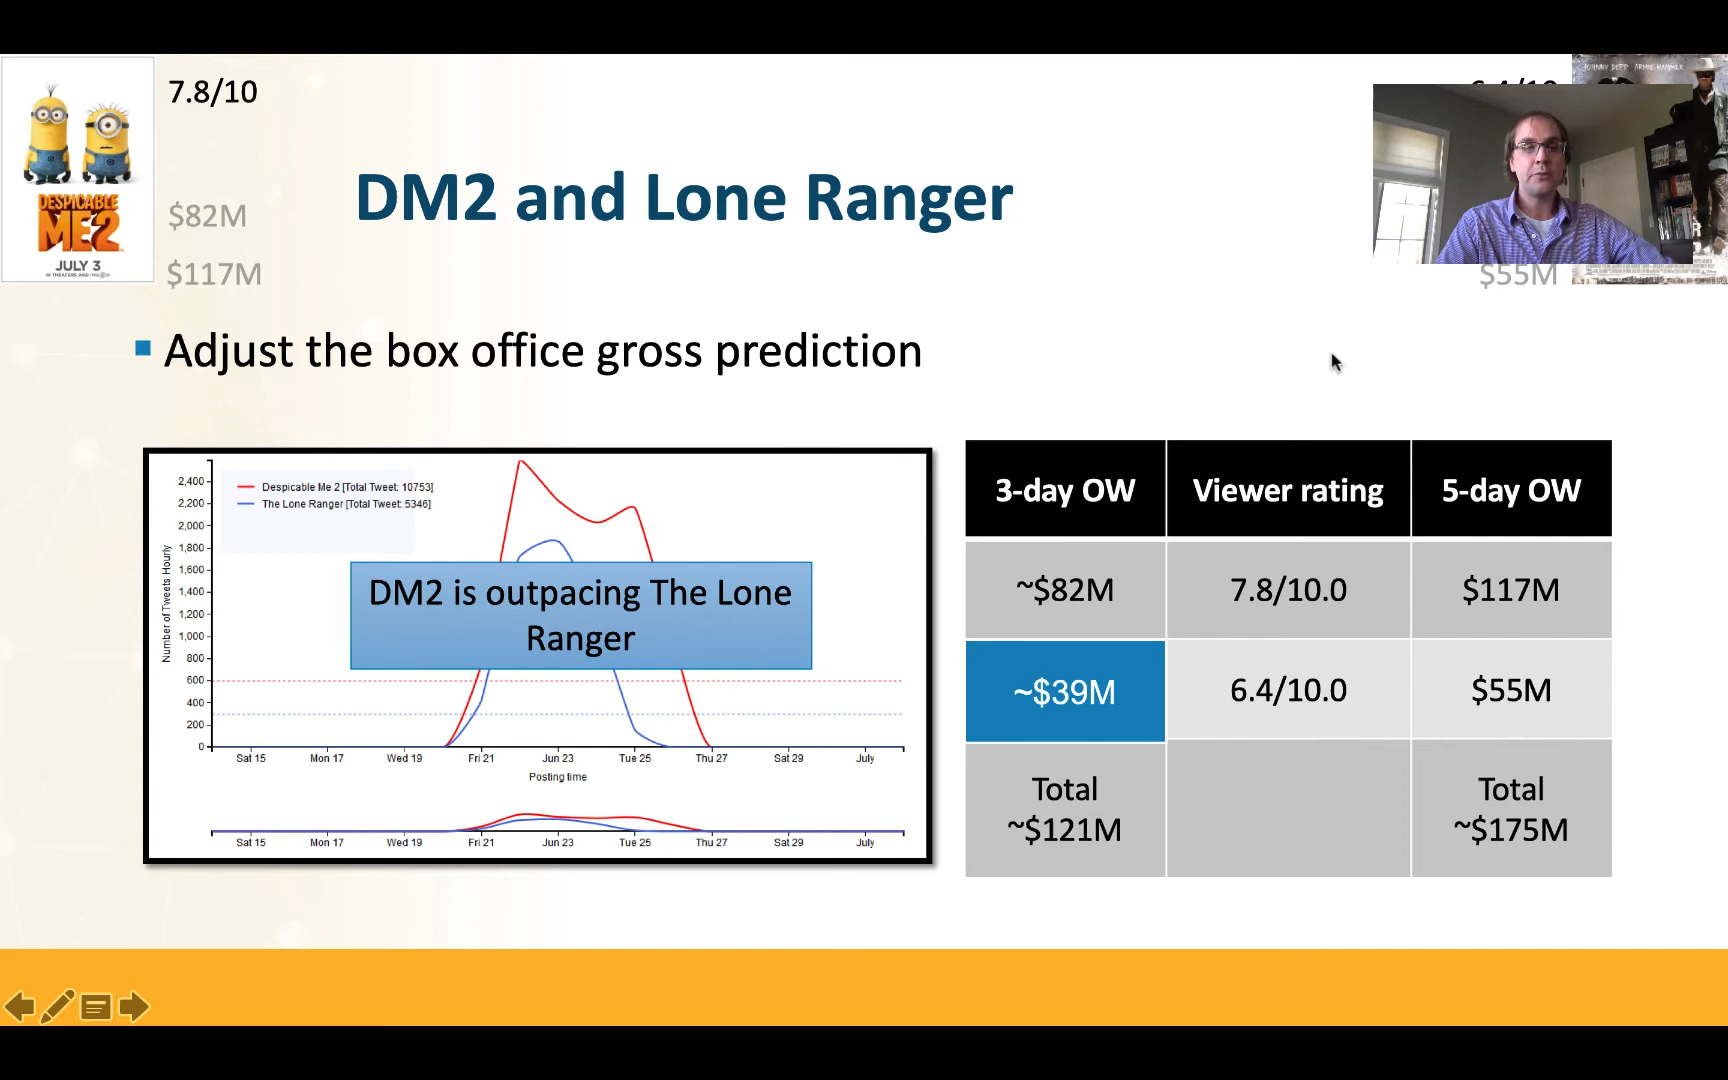 7.8/10
JOHNNY DEPP ARMIE HAMMER
DESPICABLE
ME2
JULY 3
$82M
$117M
$55M
DM2 and Lone Ranger
Adjust the box office gross prediction
Number of Tweets Hourly
2,400
2,200
2,000
1,800
1,600
1,400
1,200
1,000
800
600
400
200
0
Despicable Me 2 [Total Tweet: 10753]
The Lone Ranger [Total Tweet: 5346]
DM2 is outpacing The Lone
Ranger
Sat 15 Mon 17 Wed 19 Fri 21 Jun 23 Tue 25 Thu 27 Sat 29 July
Posting time
Sat 15 Mon 17 Wed 19 Fri 21 Jun 23 Tue 25 Thu 27 Sat 29 July
3-day OW Viewer rating 5-day OW
~$82M 7.8/10.0 $117M
~$39M 6.4/10.0 $55M
Total Total
~$121M ~$175M